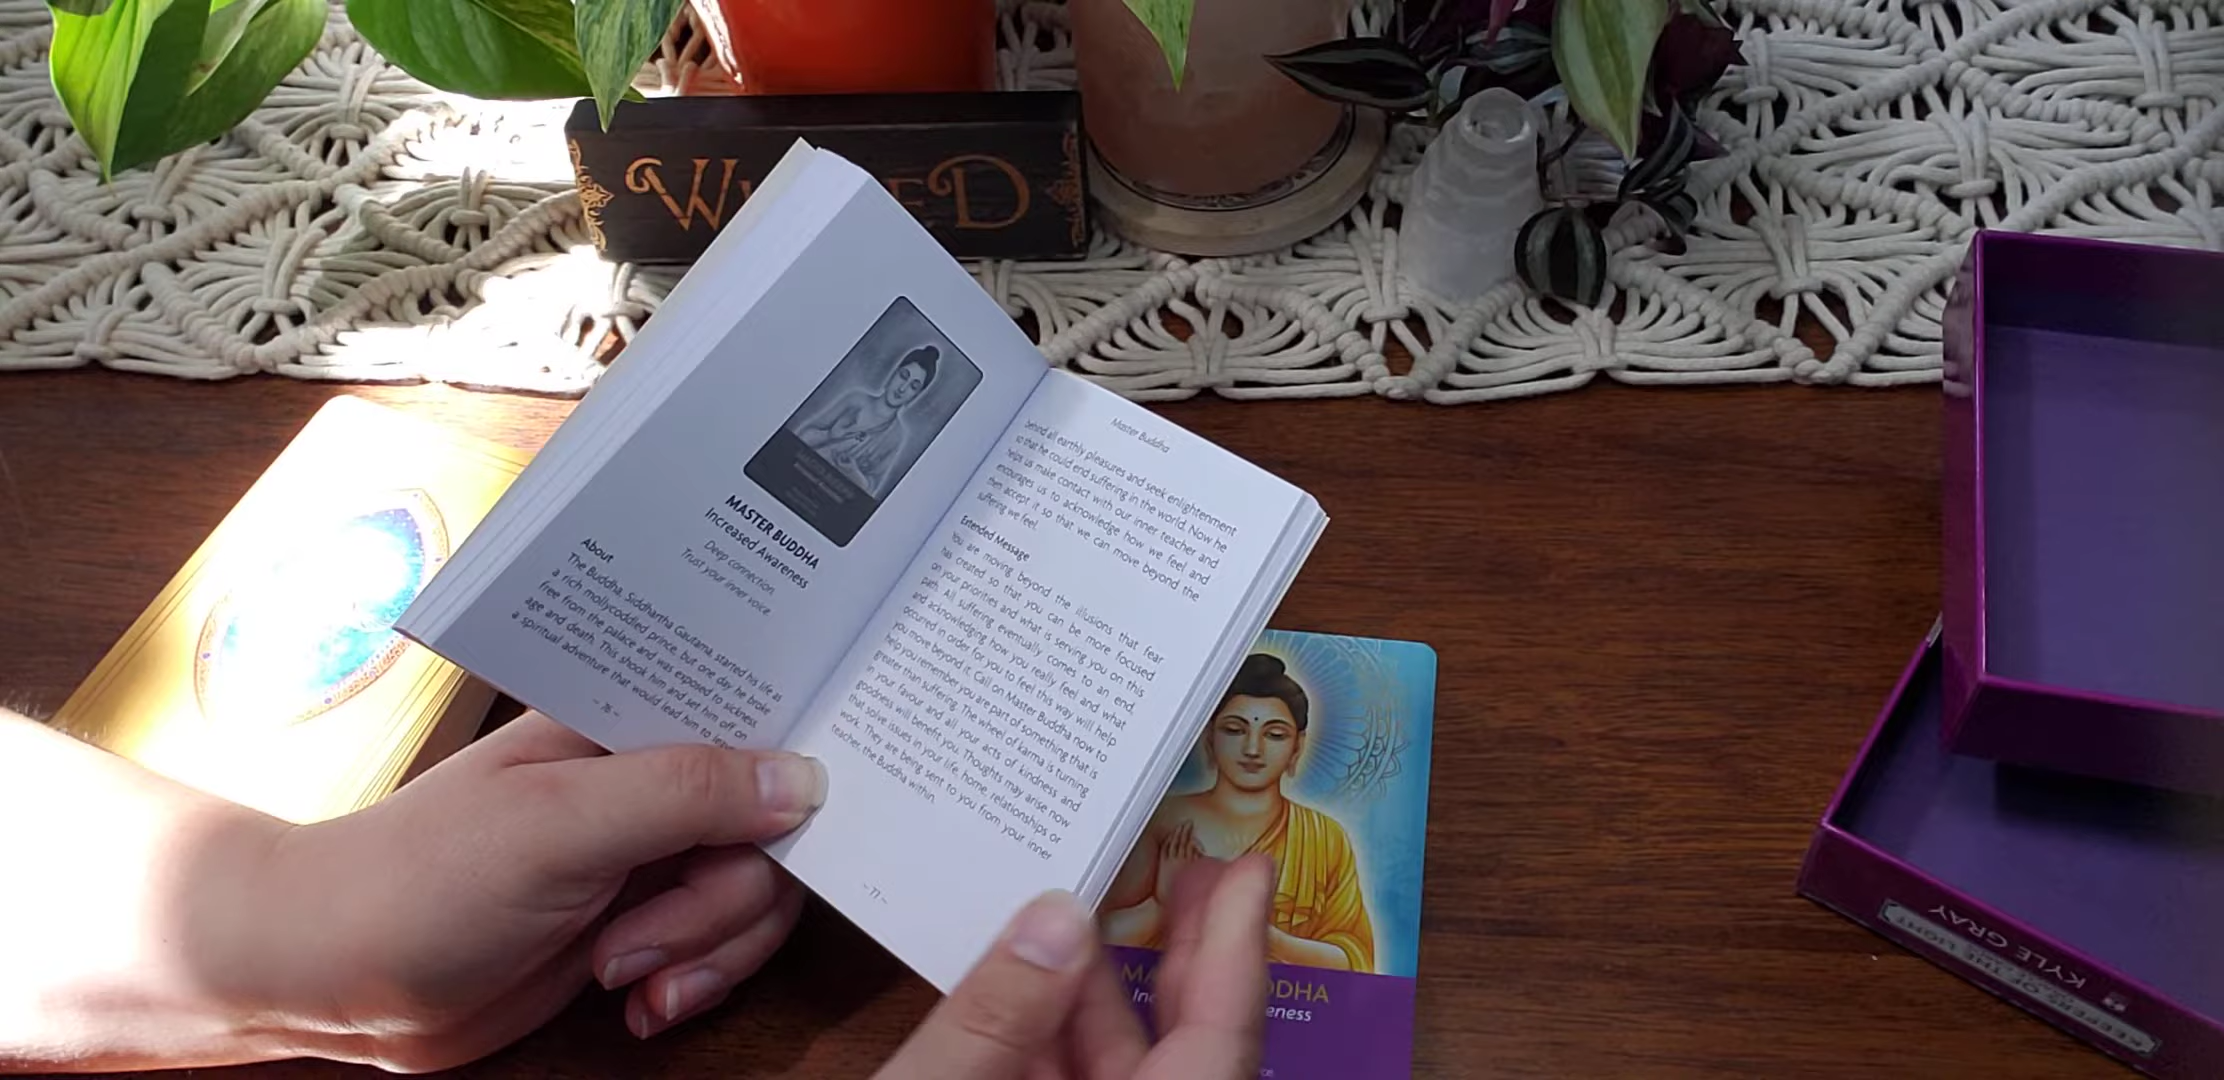 W ED
MASTER BUDDHA
Increased Awareness
Deep connection.
Trust your inner voice.
About
The Buddha, Siddhartha Gautama, started his life as
a rich mollycoddled prince, but one day he broke
free from the palace and was exposed to sickness,
age and death. This shook him and set him off on
a spiritual adventure that would lead him to leave
~ 76 ~
Master Buddha
behind all earthly pleasures and seek enlightenment
so that he could end suffering in the world. Now he
helps us make contact with our inner teacher and
encourages us to acknowledge how we feel and
then accept it so that we can move beyond the
suffering we feel.
Extended Message
You are moving beyond the illusions that fear
has created so that you can be more focused
on your priorities and what is serving you on this
path. All suffering eventually comes to an end,
and acknowledging how you really feel and what
occurred in order for you to feel this way will help
you move beyond it. Call on Master Buddha now to
help you remember you are part of something that is
greater than suffering. The wheel of karma is turning
in your favour and all your acts of kindness and
goodness will benefit you. Thoughts may arise now
that solve issues in your life, home, relationships or
work. They are being sent to you from your inner
teacher, the Buddha within.
~ 77 ~
MA DDHA
Inc eness
KYLE GRAY
KEEPERS OF THE LIGHT